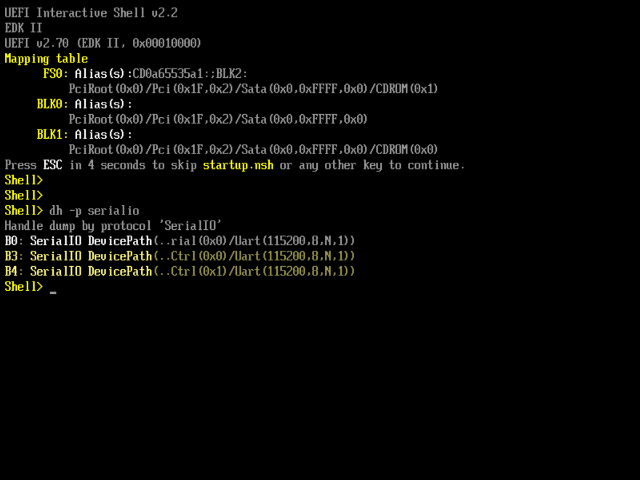 UEFI Interactive Shell v2.2
EDK II
UEFI v2.70 (EDK II, 0x00010000)
Mapping table
FS0: Alias(s):CD0a65535a1:;BLK2:
PciRoot(0x0)/Pci(0x1F,0x2)/Sata(0x0,0xFFFF,0x0)/CDROM(0x1)
BLK0: Alias(s):
PciRoot(0x0)/Pci(0x1F,0x2)/Sata(0x0,0xFFFF,0x0)
BLK1: Alias(s):
PciRoot(0x0)/Pci(0x1F,0x2)/Sata(0x0,0xFFFF,0x0)/CDROM(0x0)
Press ESC in 4 seconds to skip startup.nsh or any other key to continue.
Shell>
Shell>
Shell> dh -p serialio
Handle dump by protocol 'SerialIO'
B0: SerialIO DevicePath(..rial(0x0)/Uart(115200,8,N,1))
B3: SerialIO DevicePath(..Ctrl(0x0)/Uart(115200,8,N,1))
B4: SerialIO DevicePath(..Ctrl(0x1)/Uart(115200,8,N,1))
Shell> _